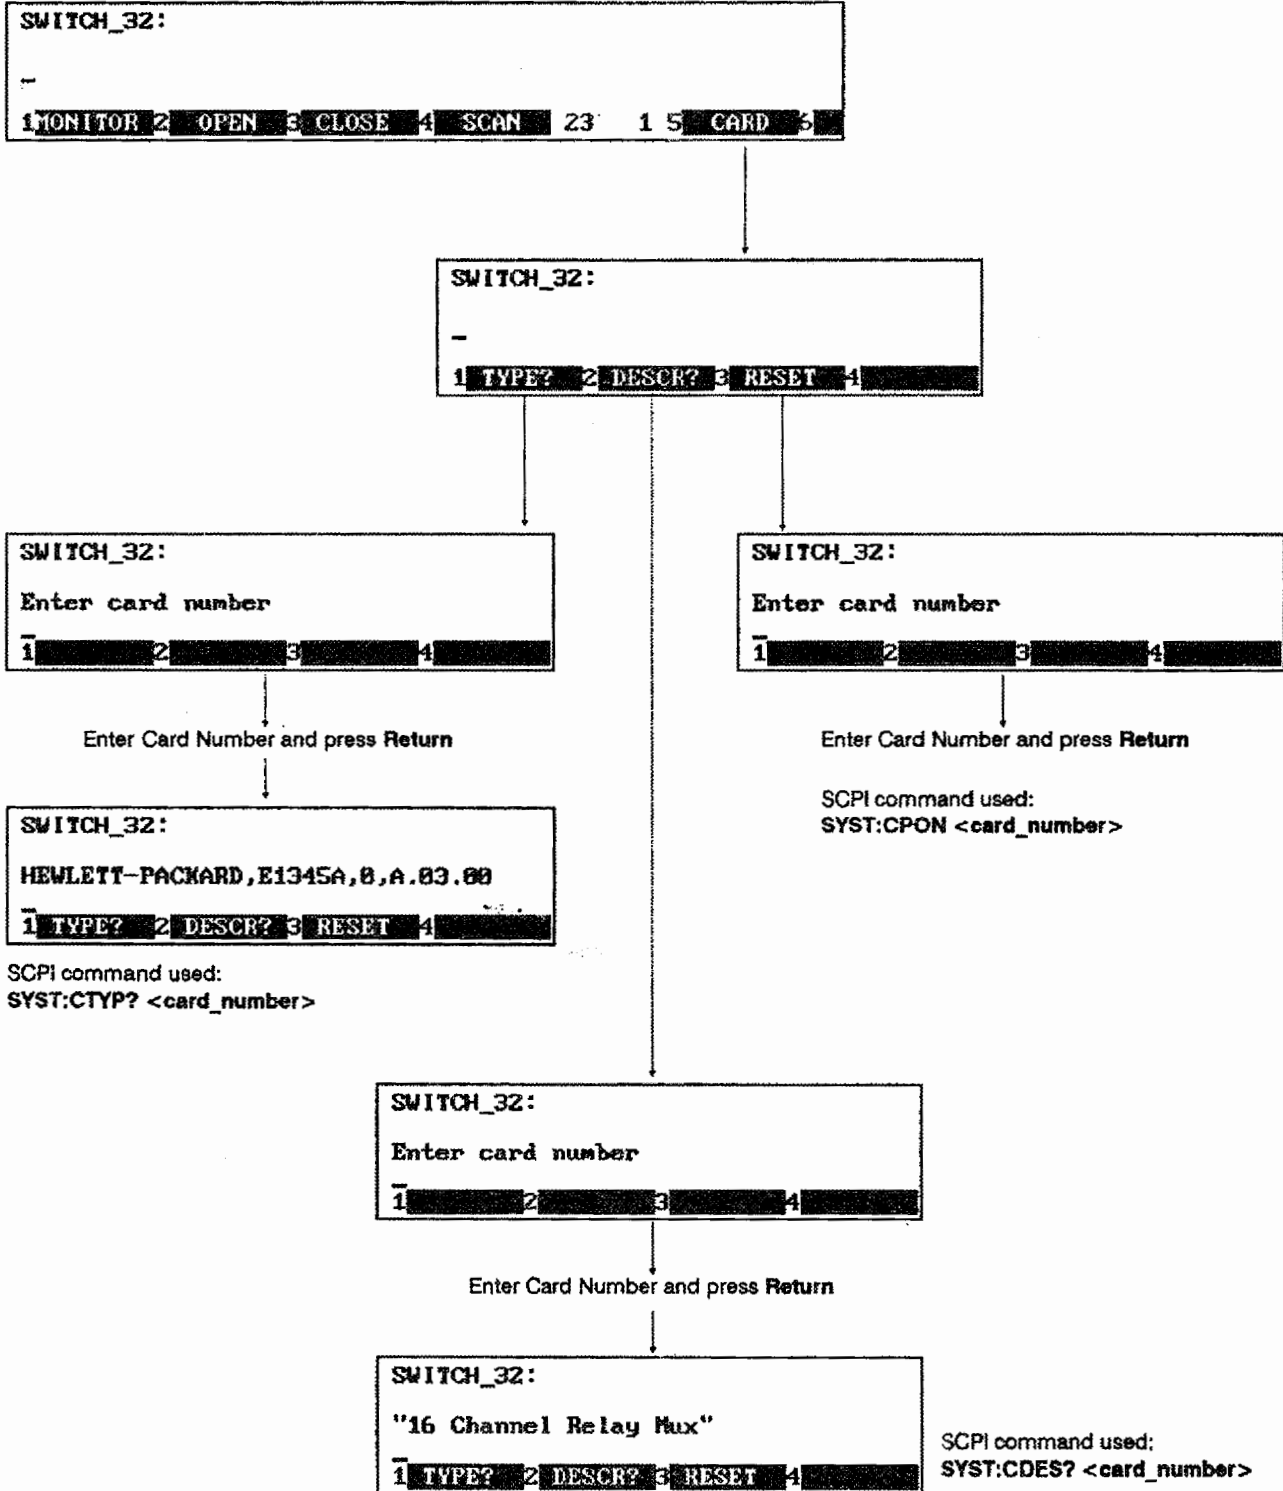 SWITCH_32:
1 MONITOR 2 OPEN 3 CLOSE 4 SCAN 23 1 5 CARD 6
SWITCH_32:
1 TYPE? 2 DESCR? 3 RESET 4
SWITCH_32:
Enter card number
1 2 3 4
SWITCH_32:
Enter card number
1 2 3 4
Enter Card Number and press Return
Enter Card Number and press Return
SCPI command used:
SYST:CPON <card_number>
SWITCH_32:
HEWLETT-PACKARD,E1345A,0,A.03.00
1 TYPE? 2 DESCR? 3 RESET 4
SCPI command used:
SYST:CTYP? <card_number>
SWITCH_32:
Enter card number
1 2 3 4
Enter Card Number and press Return
SWITCH_32:
"16 Channel Relay Mux"
1 TYPE? 2 DESCR? 3 RESET 4
SCPI command used:
SYST:CDES? <card_number>